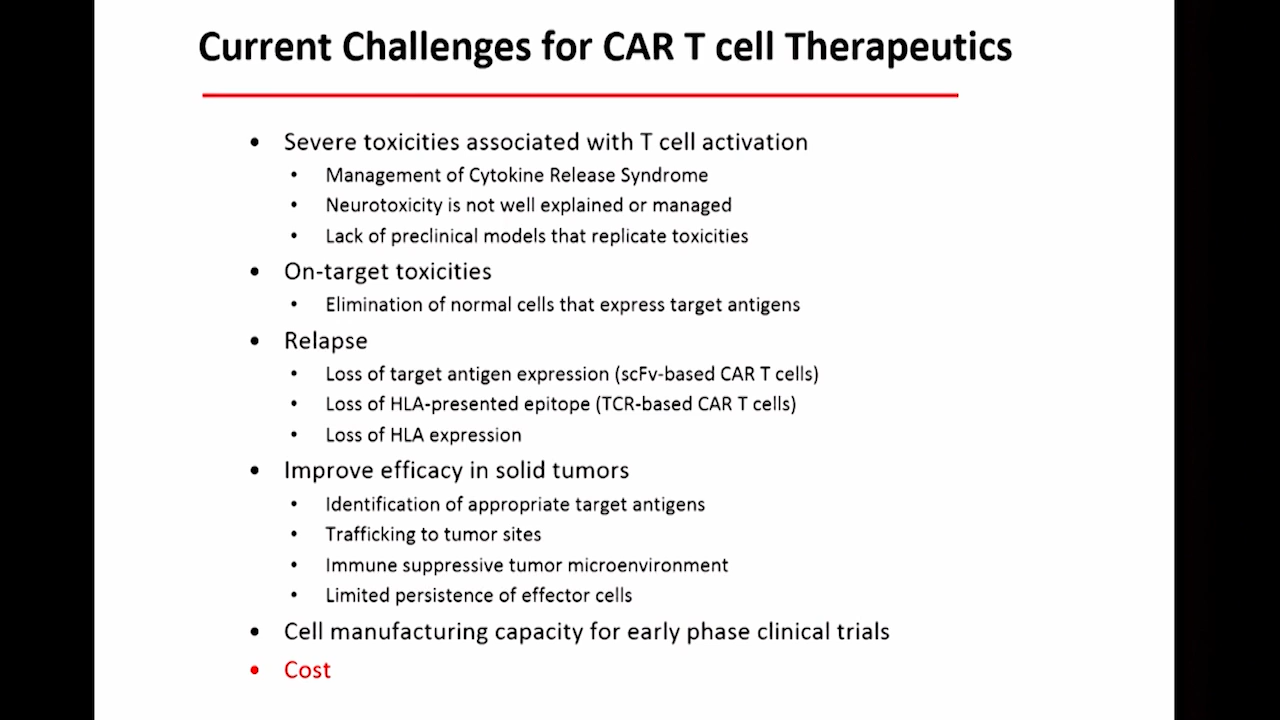 Current Challenges for CAR T cell Therapeutics
• Severe toxicities associated with T cell activation
• Management of Cytokine Release Syndrome
• Neurotoxicity is not well explained or managed
• Lack of preclinical models that replicate toxicities
• On-target toxicities
• Elimination of normal cells that express target antigens
• Relapse
• Loss of target antigen expression (scFv-based CAR T cells)
• Loss of HLA-presented epitope (TCR-based CAR T cells)
• Loss of HLA expression
• Improve efficacy in solid tumors
• Identification of appropriate target antigens
• Trafficking to tumor sites
• Immune suppressive tumor microenvironment
• Limited persistence of effector cells
• Cell manufacturing capacity for early phase clinical trials
• Cost